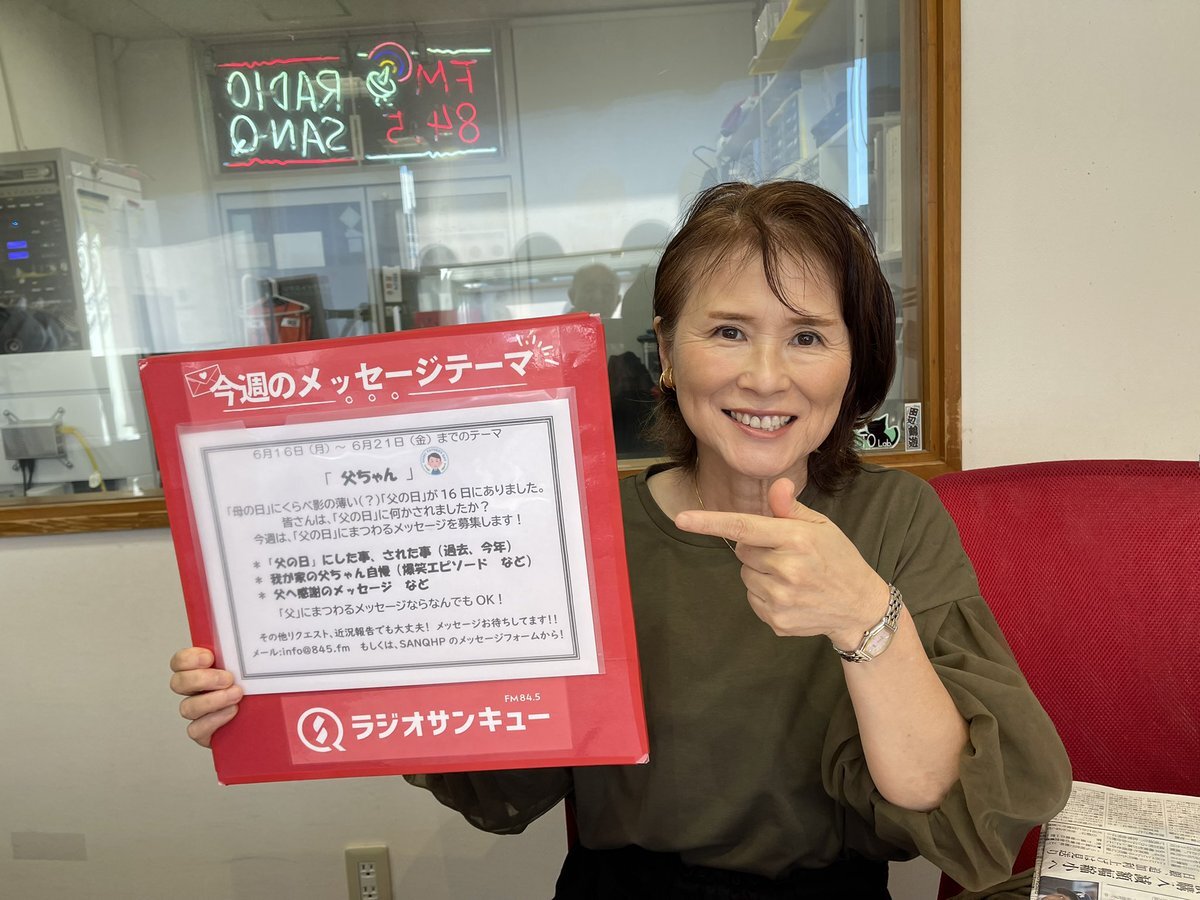 RADIO
SAN-Q
FM
84.5
今週のメッセージテーマ
6月16日（月）～ 6月21日（金）までのテーマ
「 父ちゃん 」
「母の日」にくらべ影の薄い（？）「父の日」が16日にありました。
皆さんは、「父の日」に何かされましたか？
今週は、「父の日」にまつわるメッセージを募集します！
＊「父の日」にした事、された事（過去、今年）
＊ 我が家の父ちゃん自慢（爆笑エピソード など）
＊ 父へ感謝のメッセージ など
「父」にまつわるメッセージならなんでもOK！
その他リクエスト、近況報告でも大丈夫！ メッセージお待ちしてます！！
メール:info@845.fm もしくは、SANQHPのメッセージフォームから！
FM 84.5
ラジオサンキュー